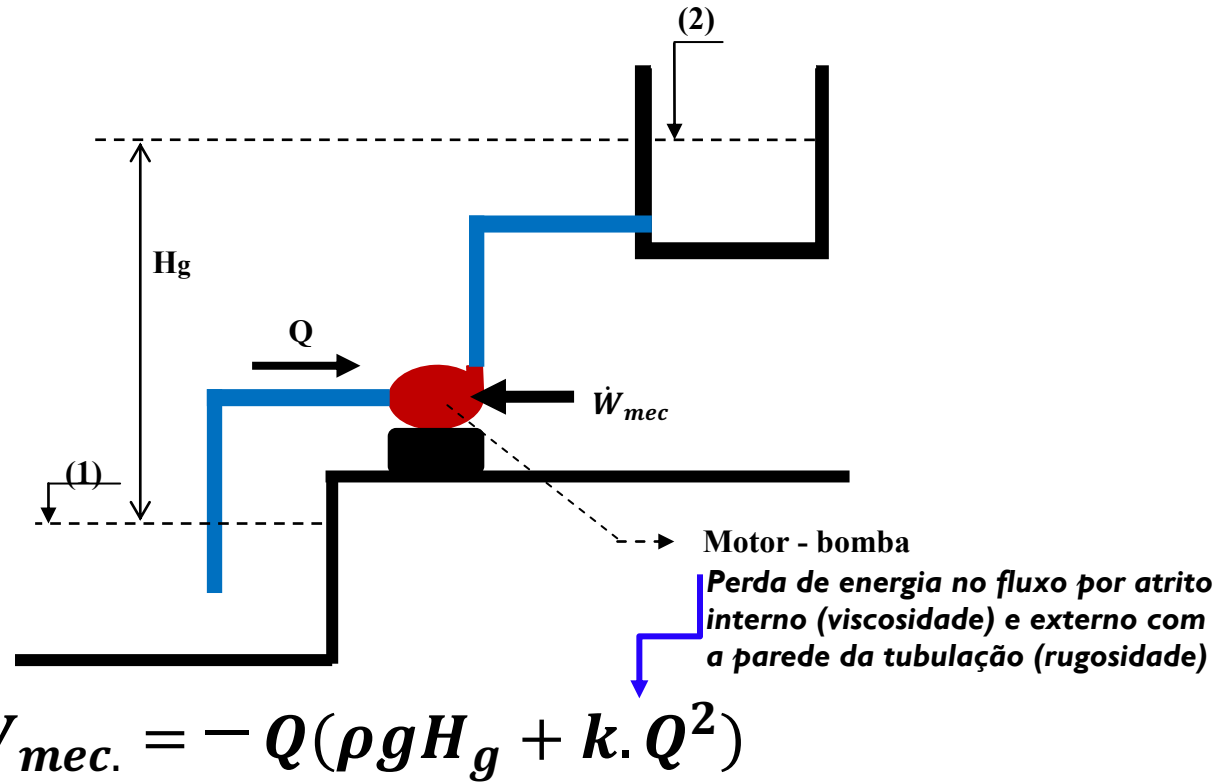 (2)
Hg
Q
Ẇmec
(1)
Motor - bomba
Perda de energia no fluxo por atrito
interno (viscosidade) e externo com
a parede da tubulação (rugosidade)
mec. = − Q(ρgHg + k. Q²)